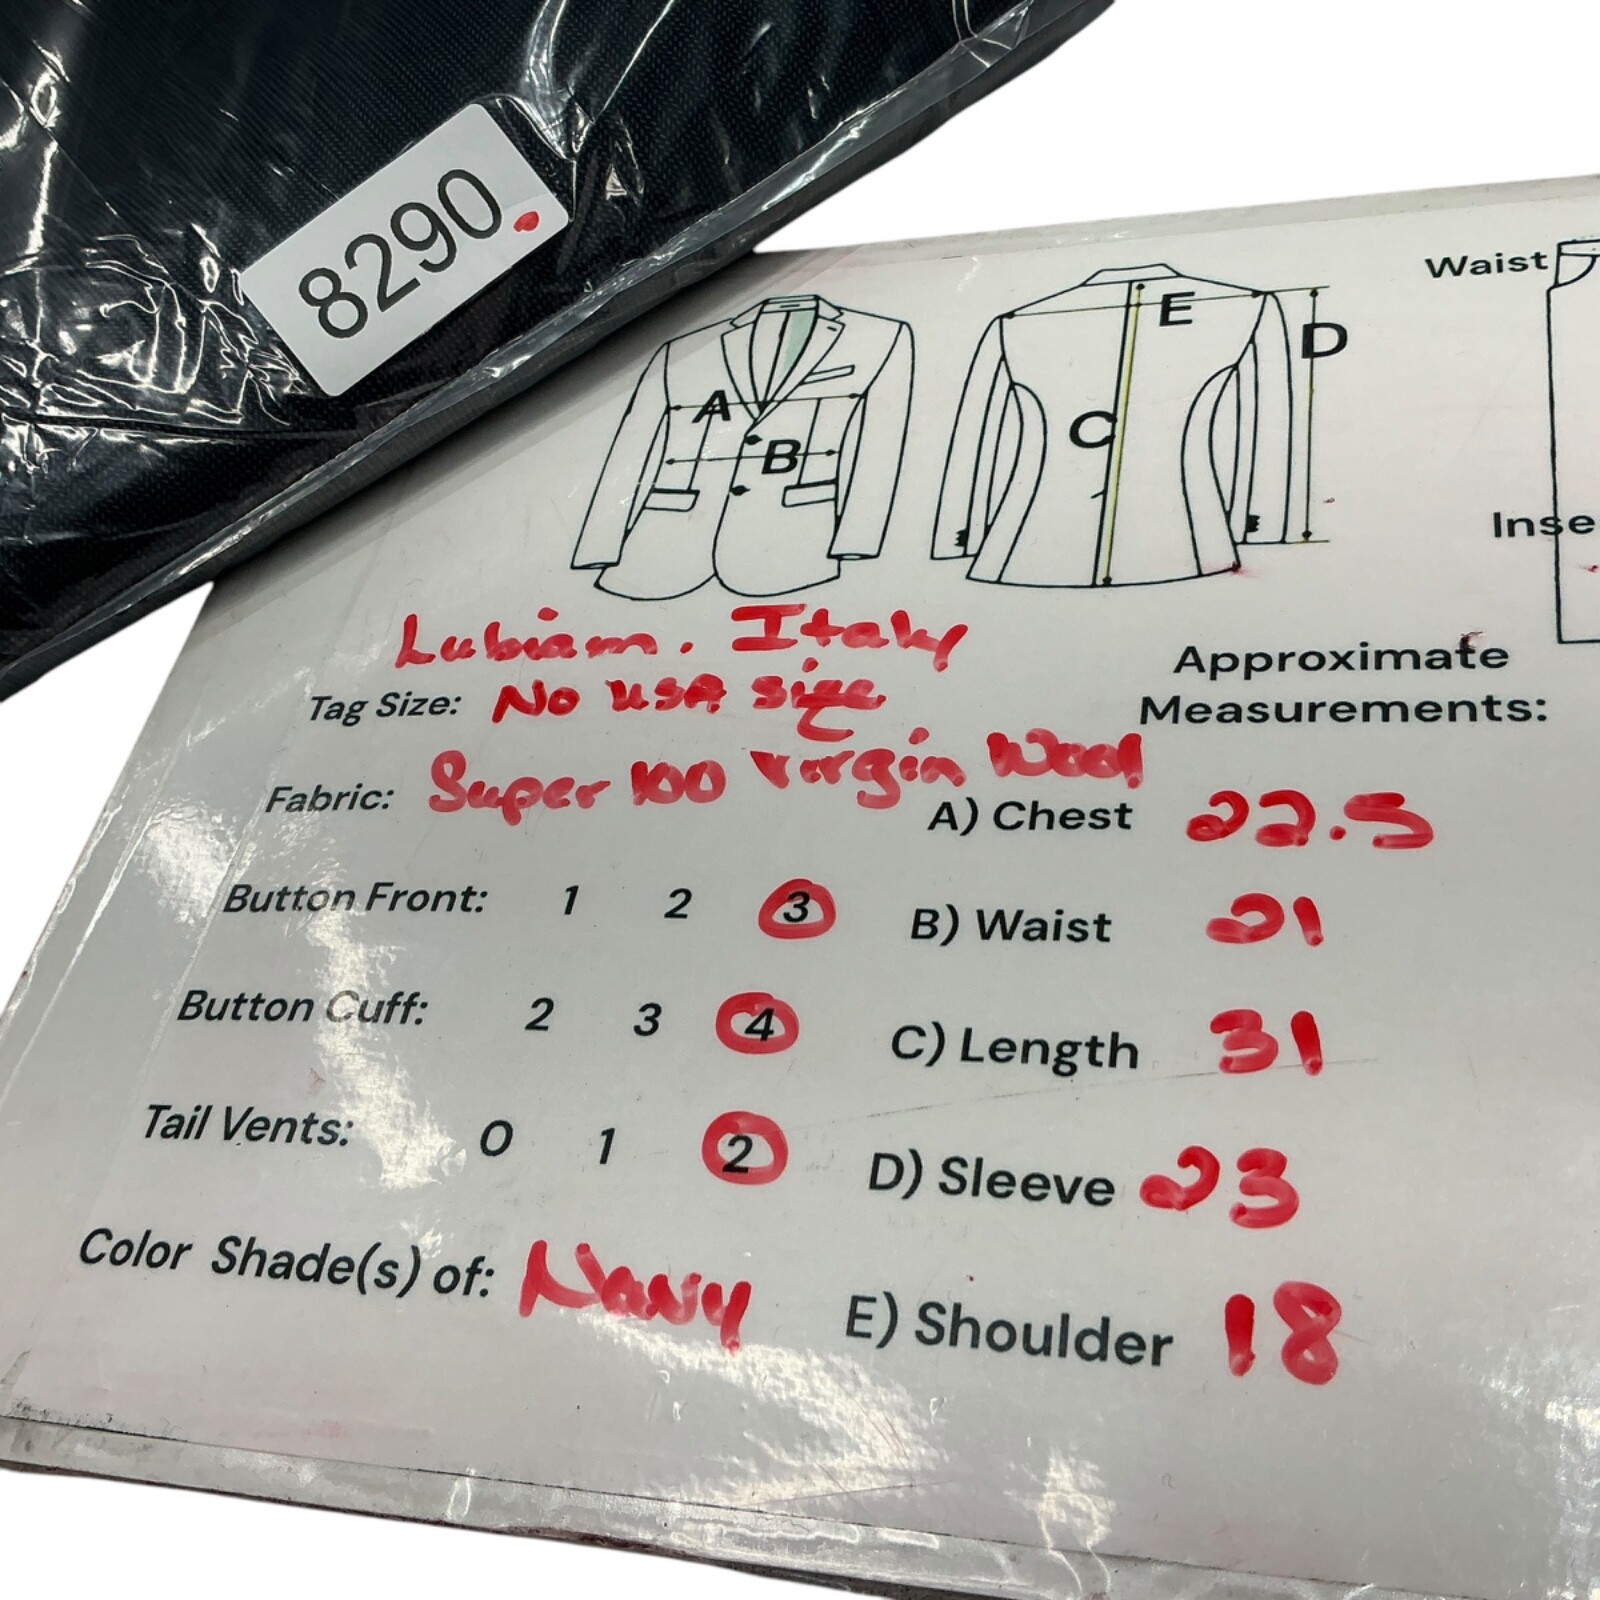 8290.
Waist
E
D
A
C
B
Inse
Lubiam. Italy
Tag Size: No USA size
Approximate
Measurements:
Fabric: Super 100 Virgin Wool
A) Chest 22.5
Button Front: 1 2 3
B) Waist 21
Button Cuff: 2 3 4
C) Length 31
Tail Vents: 0 1 2
D) Sleeve 23
Color Shade(s) of: Navy
E) Shoulder 18